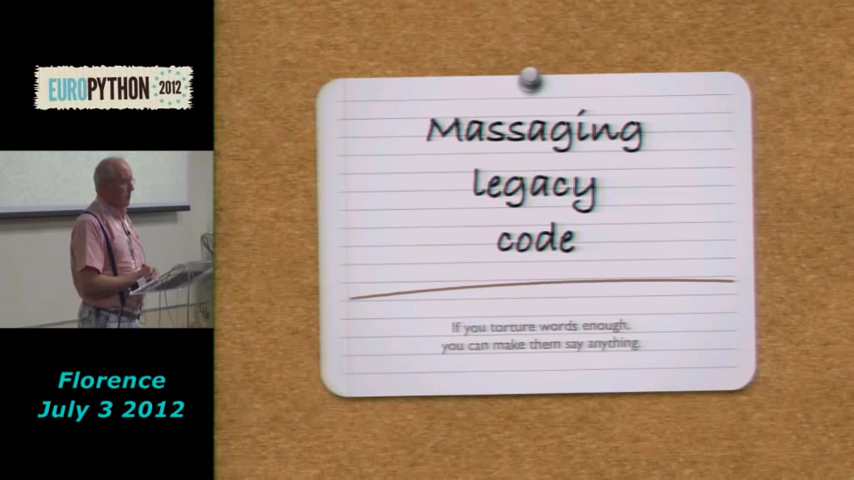 EUROPYTHON 2012
Florence
July 3 2012
Massaging
legacy
code
If you torture words enough,
you can make them say anything.